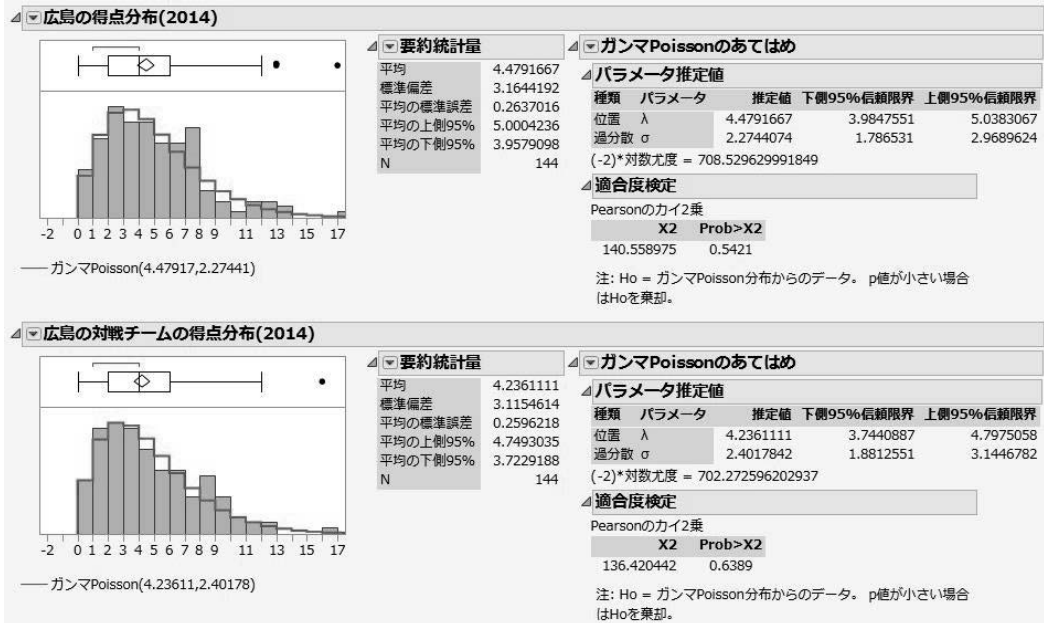 広島の得点分布(2014)
-2 0 1 2 3 4 5 6 7 8 9 11 13 15 17
ガンマPoisson(4.47917,2.27441)
要約統計量
平均 4.4791667
標準偏差 3.1644192
平均の標準誤差 0.2637016
平均の上側95% 5.0004236
平均の下側95% 3.9579098
N 144
ガンマPoissonのあてはめ
パラメータ推定値
種類 パラメータ 推定値 下側95%信頼限界 上側95%信頼限界
位置 λ 4.4791667 3.9847551 5.0383067
過分散 σ 2.2744074 1.786531 2.9689624
(-2)*対数尤度 = 708.529629991849
適合度検定
Pearsonのカイ2乗
X2 Prob>X2
140.558975 0.5421
注: Ho = ガンマPoisson分布からのデータ。 p値が小さい場合
はHoを棄却。
広島の対戦チームの得点分布(2014)
-2 0 1 2 3 4 5 6 7 8 9 11 13 15 17
ガンマPoisson(4.23611,2.40178)
要約統計量
平均 4.2361111
標準偏差 3.1154614
平均の標準誤差 0.2596218
平均の上側95% 4.7493035
平均の下側95% 3.7229188
N 144
ガンマPoissonのあてはめ
パラメータ推定値
種類 パラメータ 推定値 下側95%信頼限界 上側95%信頼限界
位置 λ 4.2361111 3.7440887 4.7975058
過分散 σ 2.4017842 1.8812551 3.1446782
(-2)*対数尤度 = 702.272596202937
適合度検定
Pearsonのカイ2乗
X2 Prob>X2
136.420442 0.6389
注: Ho = ガンマPoisson分布からのデータ。 p値が小さい場合
はHoを棄却。